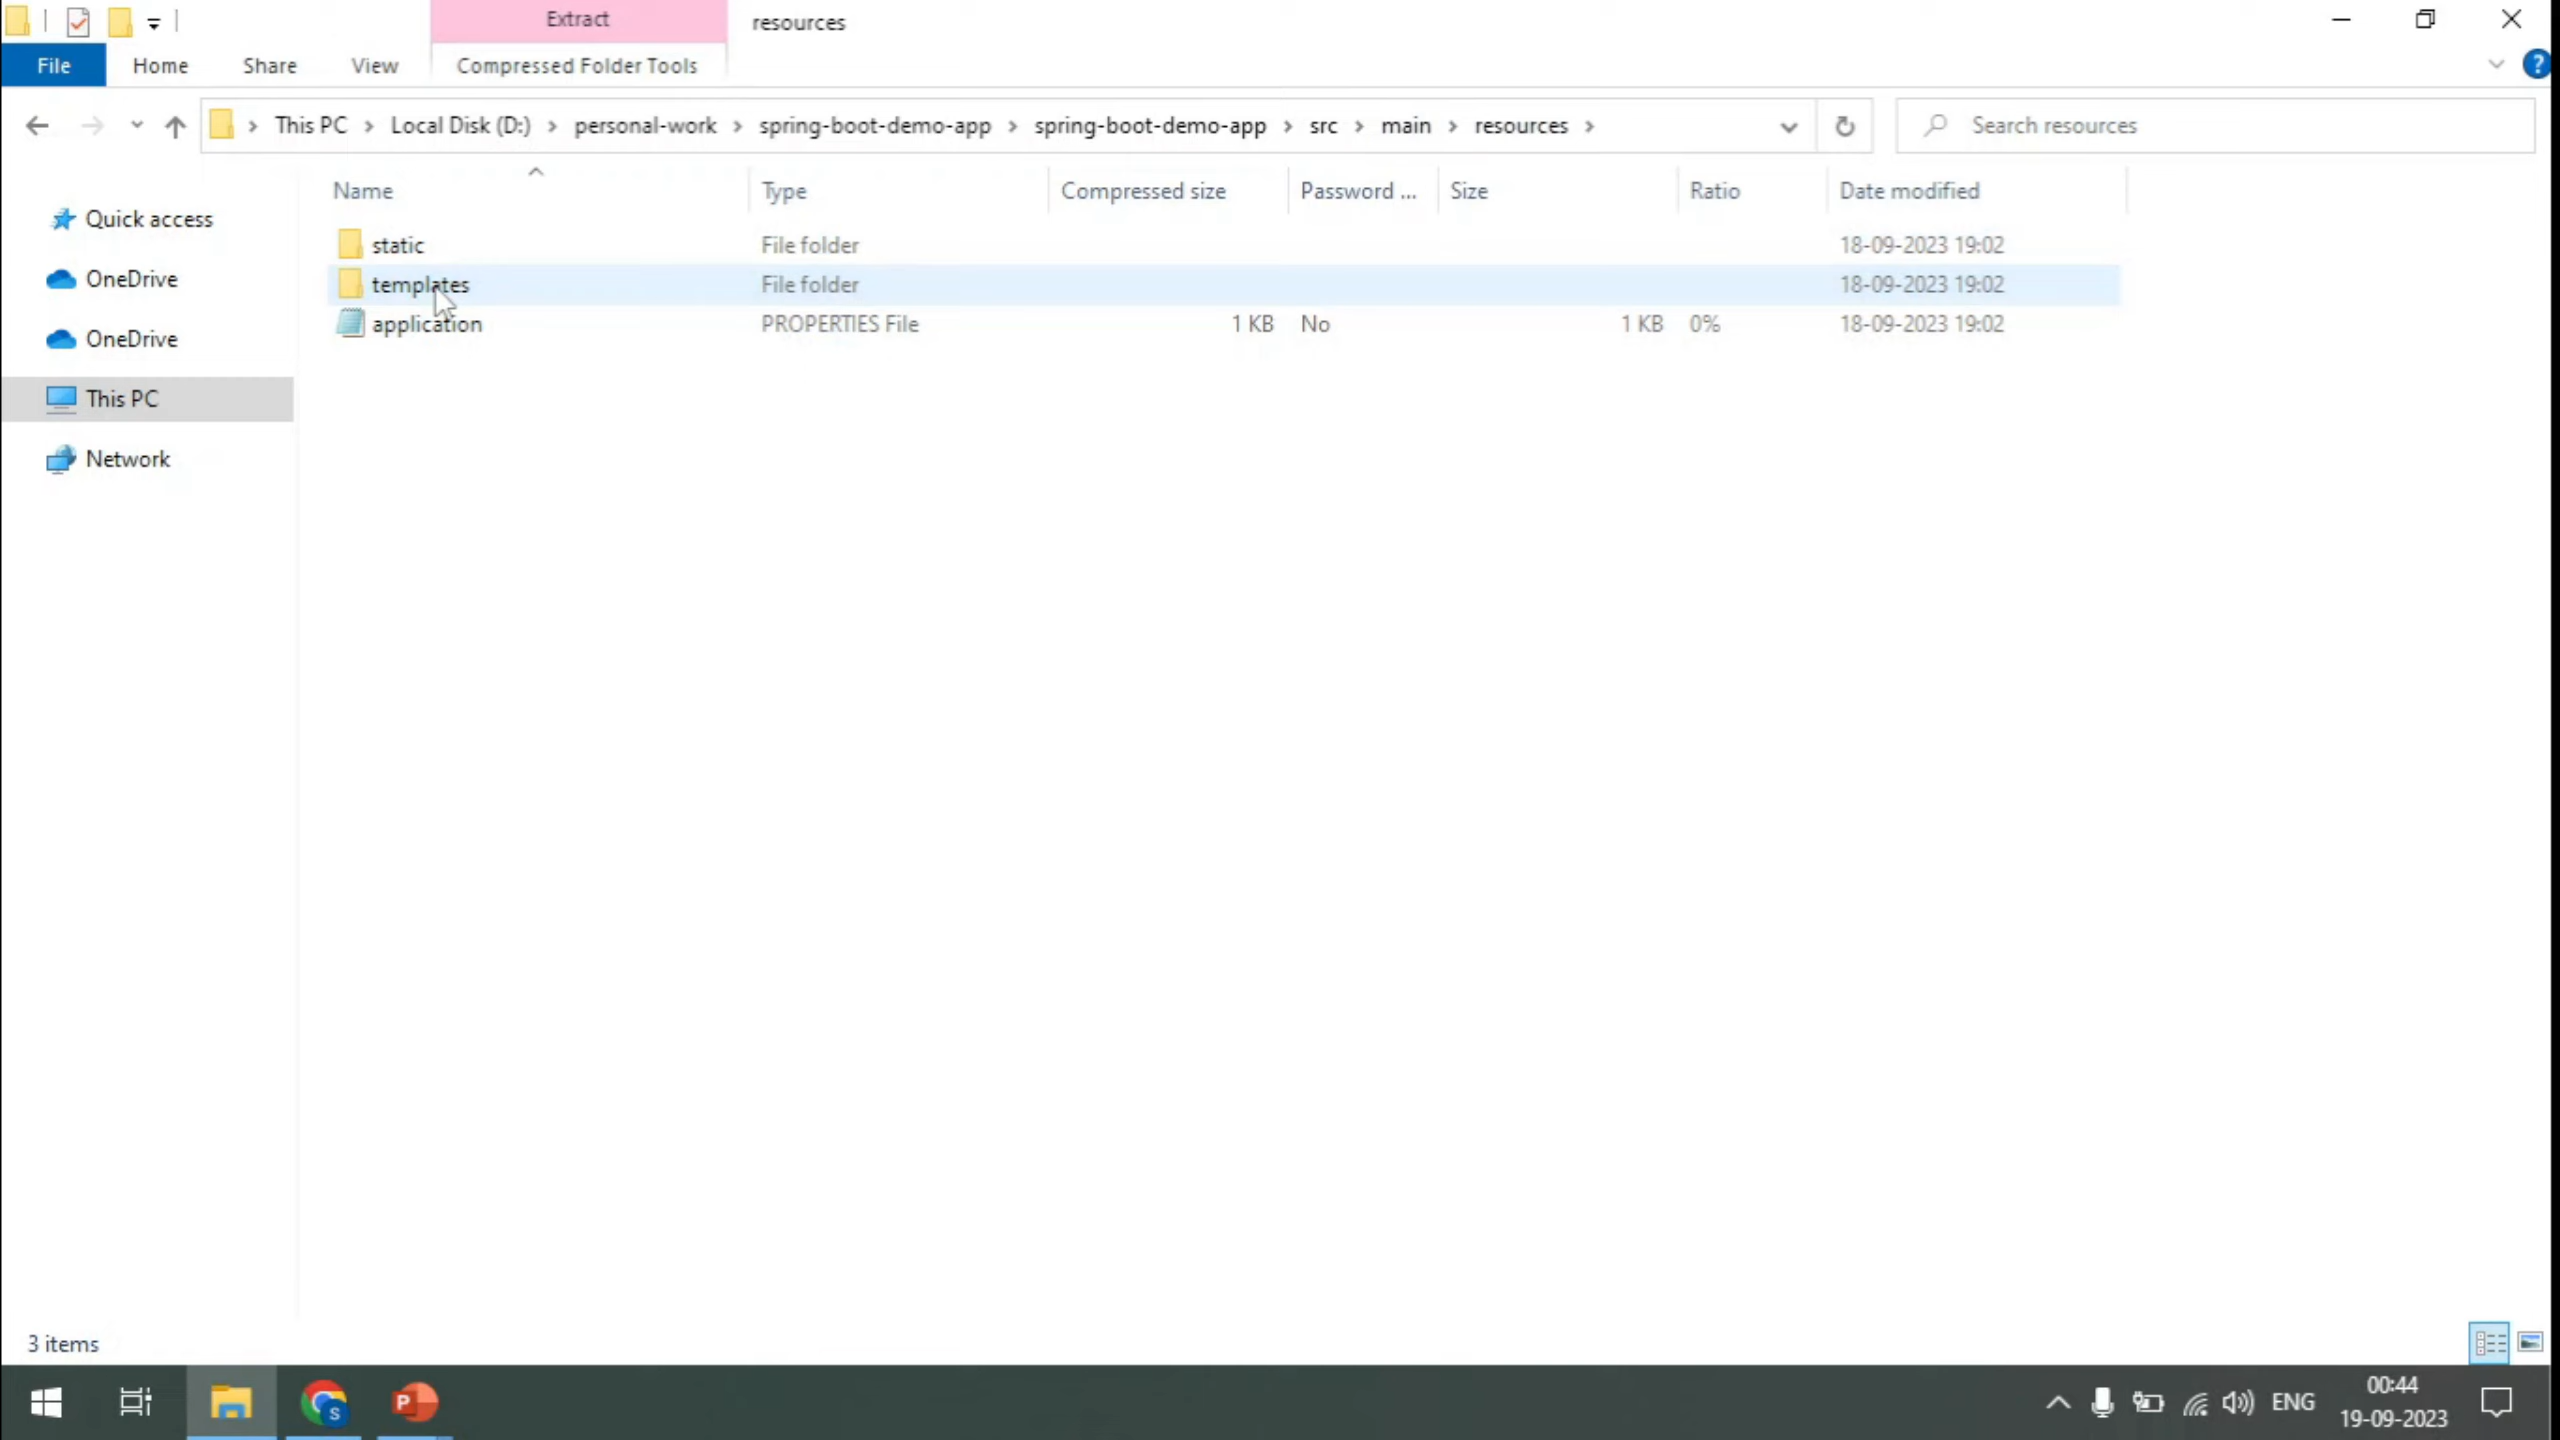 Extract
resources
File
Home
Share
View
Compressed Folder Tools
This PC
Local Disk (D:)
personal-work
spring-boot-demo-app
spring-boot-demo-app
src
main
resources
Search resources
Name
Type
Compressed size
Password ...
Size
Ratio
Date modified
Quick access
OneDrive
OneDrive
This PC
Network
static File folder 18-09-2023 19:02
templates File folder 18-09-2023 19:02
application PROPERTIES File 1 KB No 1 KB 0% 18-09-2023 19:02
3 items
S
P
ENG
00:44
19-09-2023